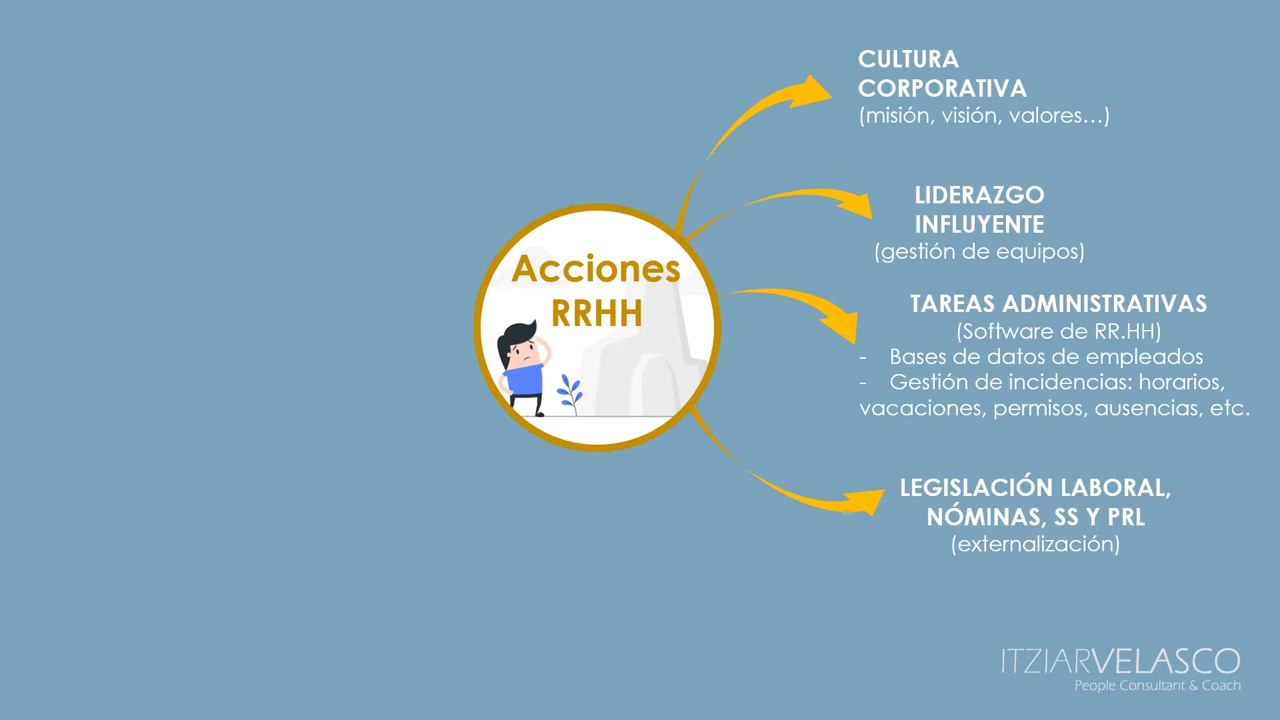 Acciones
RRHH
CULTURA
CORPORATIVA
(misión, visión, valores...)
LIDERAZGO
INFLUYENTE
(gestión de equipos)
TAREAS ADMINISTRATIVAS
(Software de RR.HH)
- Bases de datos de empleados
- Gestión de incidencias: horarios,
vacaciones, permisos, ausencias, etc.
LEGISLACIÓN LABORAL,
NÓMINAS, SS Y PRL
(externalización)
ITZIARVELASCO
People Consultant & Coach